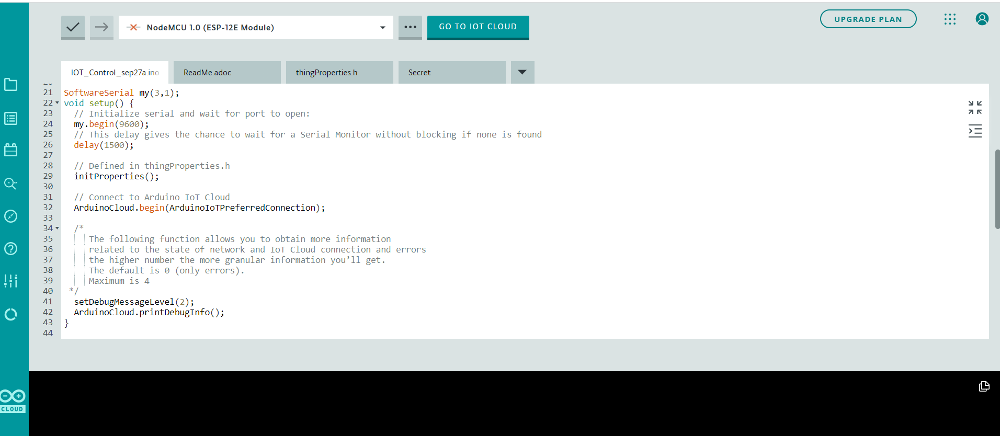 NodeMCU 1.0 (ESP-12E Module)
GO TO IOT CLOUD
UPGRADE PLAN
IOT_Control_sep27a.ino
ReadMe.adoc
thingProperties.h
Secret
21 SoftwareSerial my(3,1);
22 void setup() {
23 // Initialize serial and wait for port to open:
24 my.begin(9600);
25 // This delay gives the chance to wait for a Serial Monitor without blocking if none is found
26 delay(1500);
27
28 // Defined in thingProperties.h
29 initProperties();
30
31 // Connect to Arduino IoT Cloud
32 ArduinoCloud.begin(ArduinoIoTPreferredConnection);
33
34 /*
35 The following function allows you to obtain more information
36 related to the state of network and IoT Cloud connection and errors
37 the higher number the more granular information you’ll get.
38 The default is 0 (only errors).
39 Maximum is 4
40 */
41 setDebugMessageLevel(2);
42 ArduinoCloud.printDebugInfo();
43 }
44
CLOUD